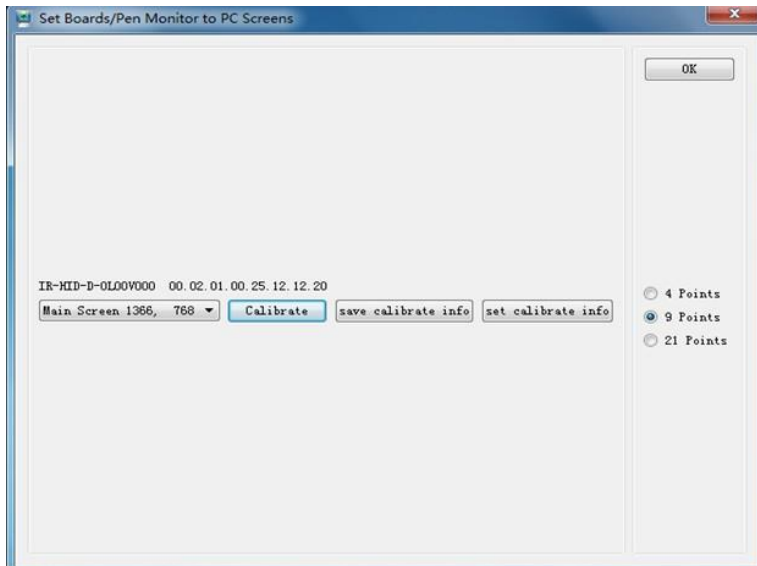 Set Boards/Pen Monitor to PC Screens
OK
IR-HID-D-OL00V000 00.02.01.00.25.12.12.20
Main Screen 1366, 768
Calibrate
save calibrate info
set calibrate info
4 Points
9 Points
21 Points